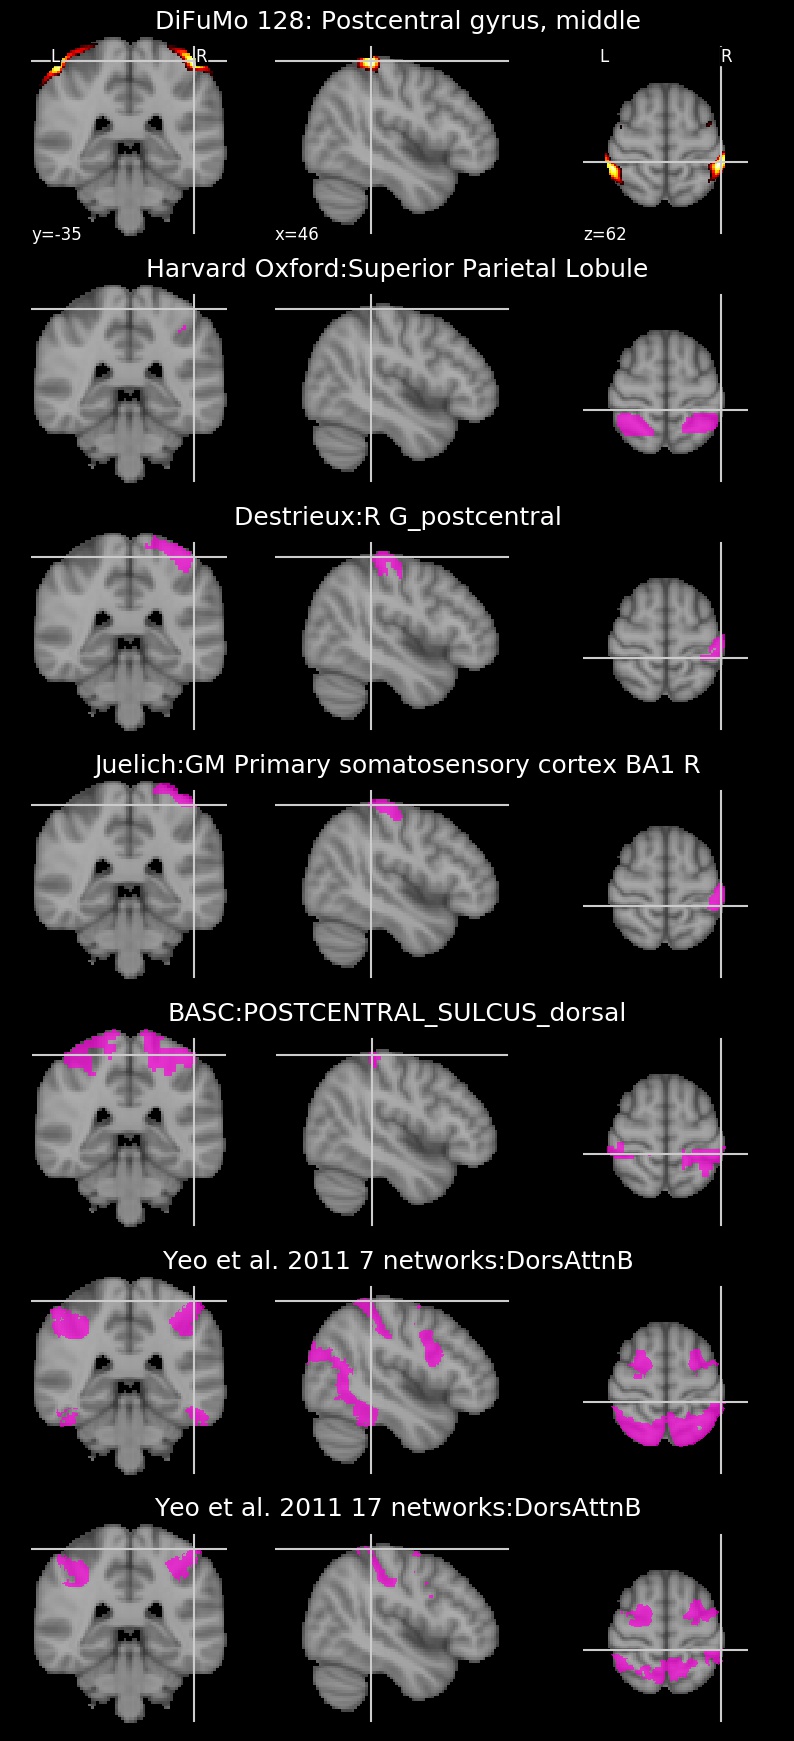 DiFuMo 128: Postcentral gyrus, middle
L R L R
y=-35 x=46 z=62
Harvard Oxford:Superior Parietal Lobule
Destrieux:R G_postcentral
Juelich:GM Primary somatosensory cortex BA1 R
BASC:POSTCENTRAL_SULCUS_dorsal
Yeo et al. 2011 7 networks:DorsAttnB
Yeo et al. 2011 17 networks:DorsAttnB